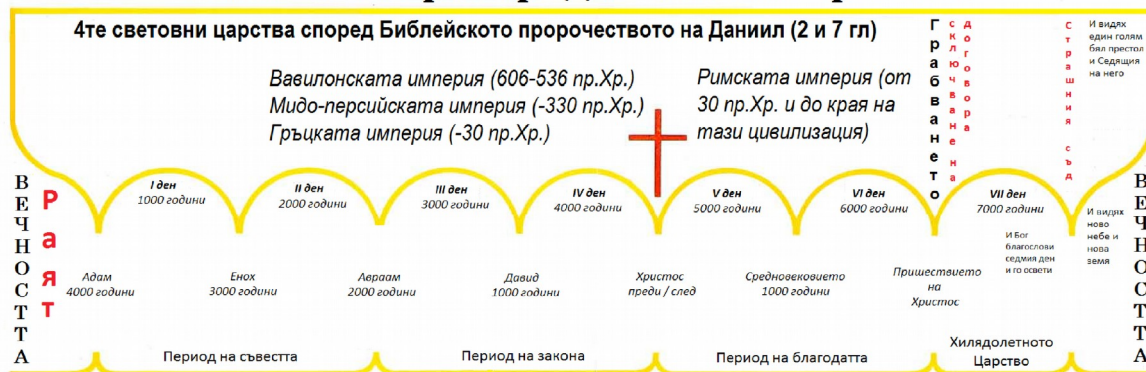 4те световни царства според Библейското пророчеството на Даниил (2 и 7 гл)
Вавилонската империя (606-536 пр.Хр.)
Мидо-персийската империя (-330 пр.Хр.)
Гръцката империя (-30 пр.Хр.)
Римската империя (от
30 пр.Хр. и до края на
тази цивилизация)
Грабването
сключване на
договора
Страшния съд
И видях
един голям
бял престол
и Седящия
на него
ВЕЧНОСТТА
Раят
I ден
1000 години
II ден
2000 години
III ден
3000 години
IV ден
4000 години
V ден
5000 години
VI ден
6000 години
VII ден
7000 години
И Бог
благослови
седмия ден
и го освети
И видях
ново
небе и
нова
земя
ВЕЧНОСТТА
Адам
4000 години
Енох
3000 години
Авраам
2000 години
Давид
1000 години
Христос
преди / след
Средновековието
1000 години
Пришествието
на
Христос
Период на съвестта
Период на закона
Период на благодатта
Хилядолетното
Царство